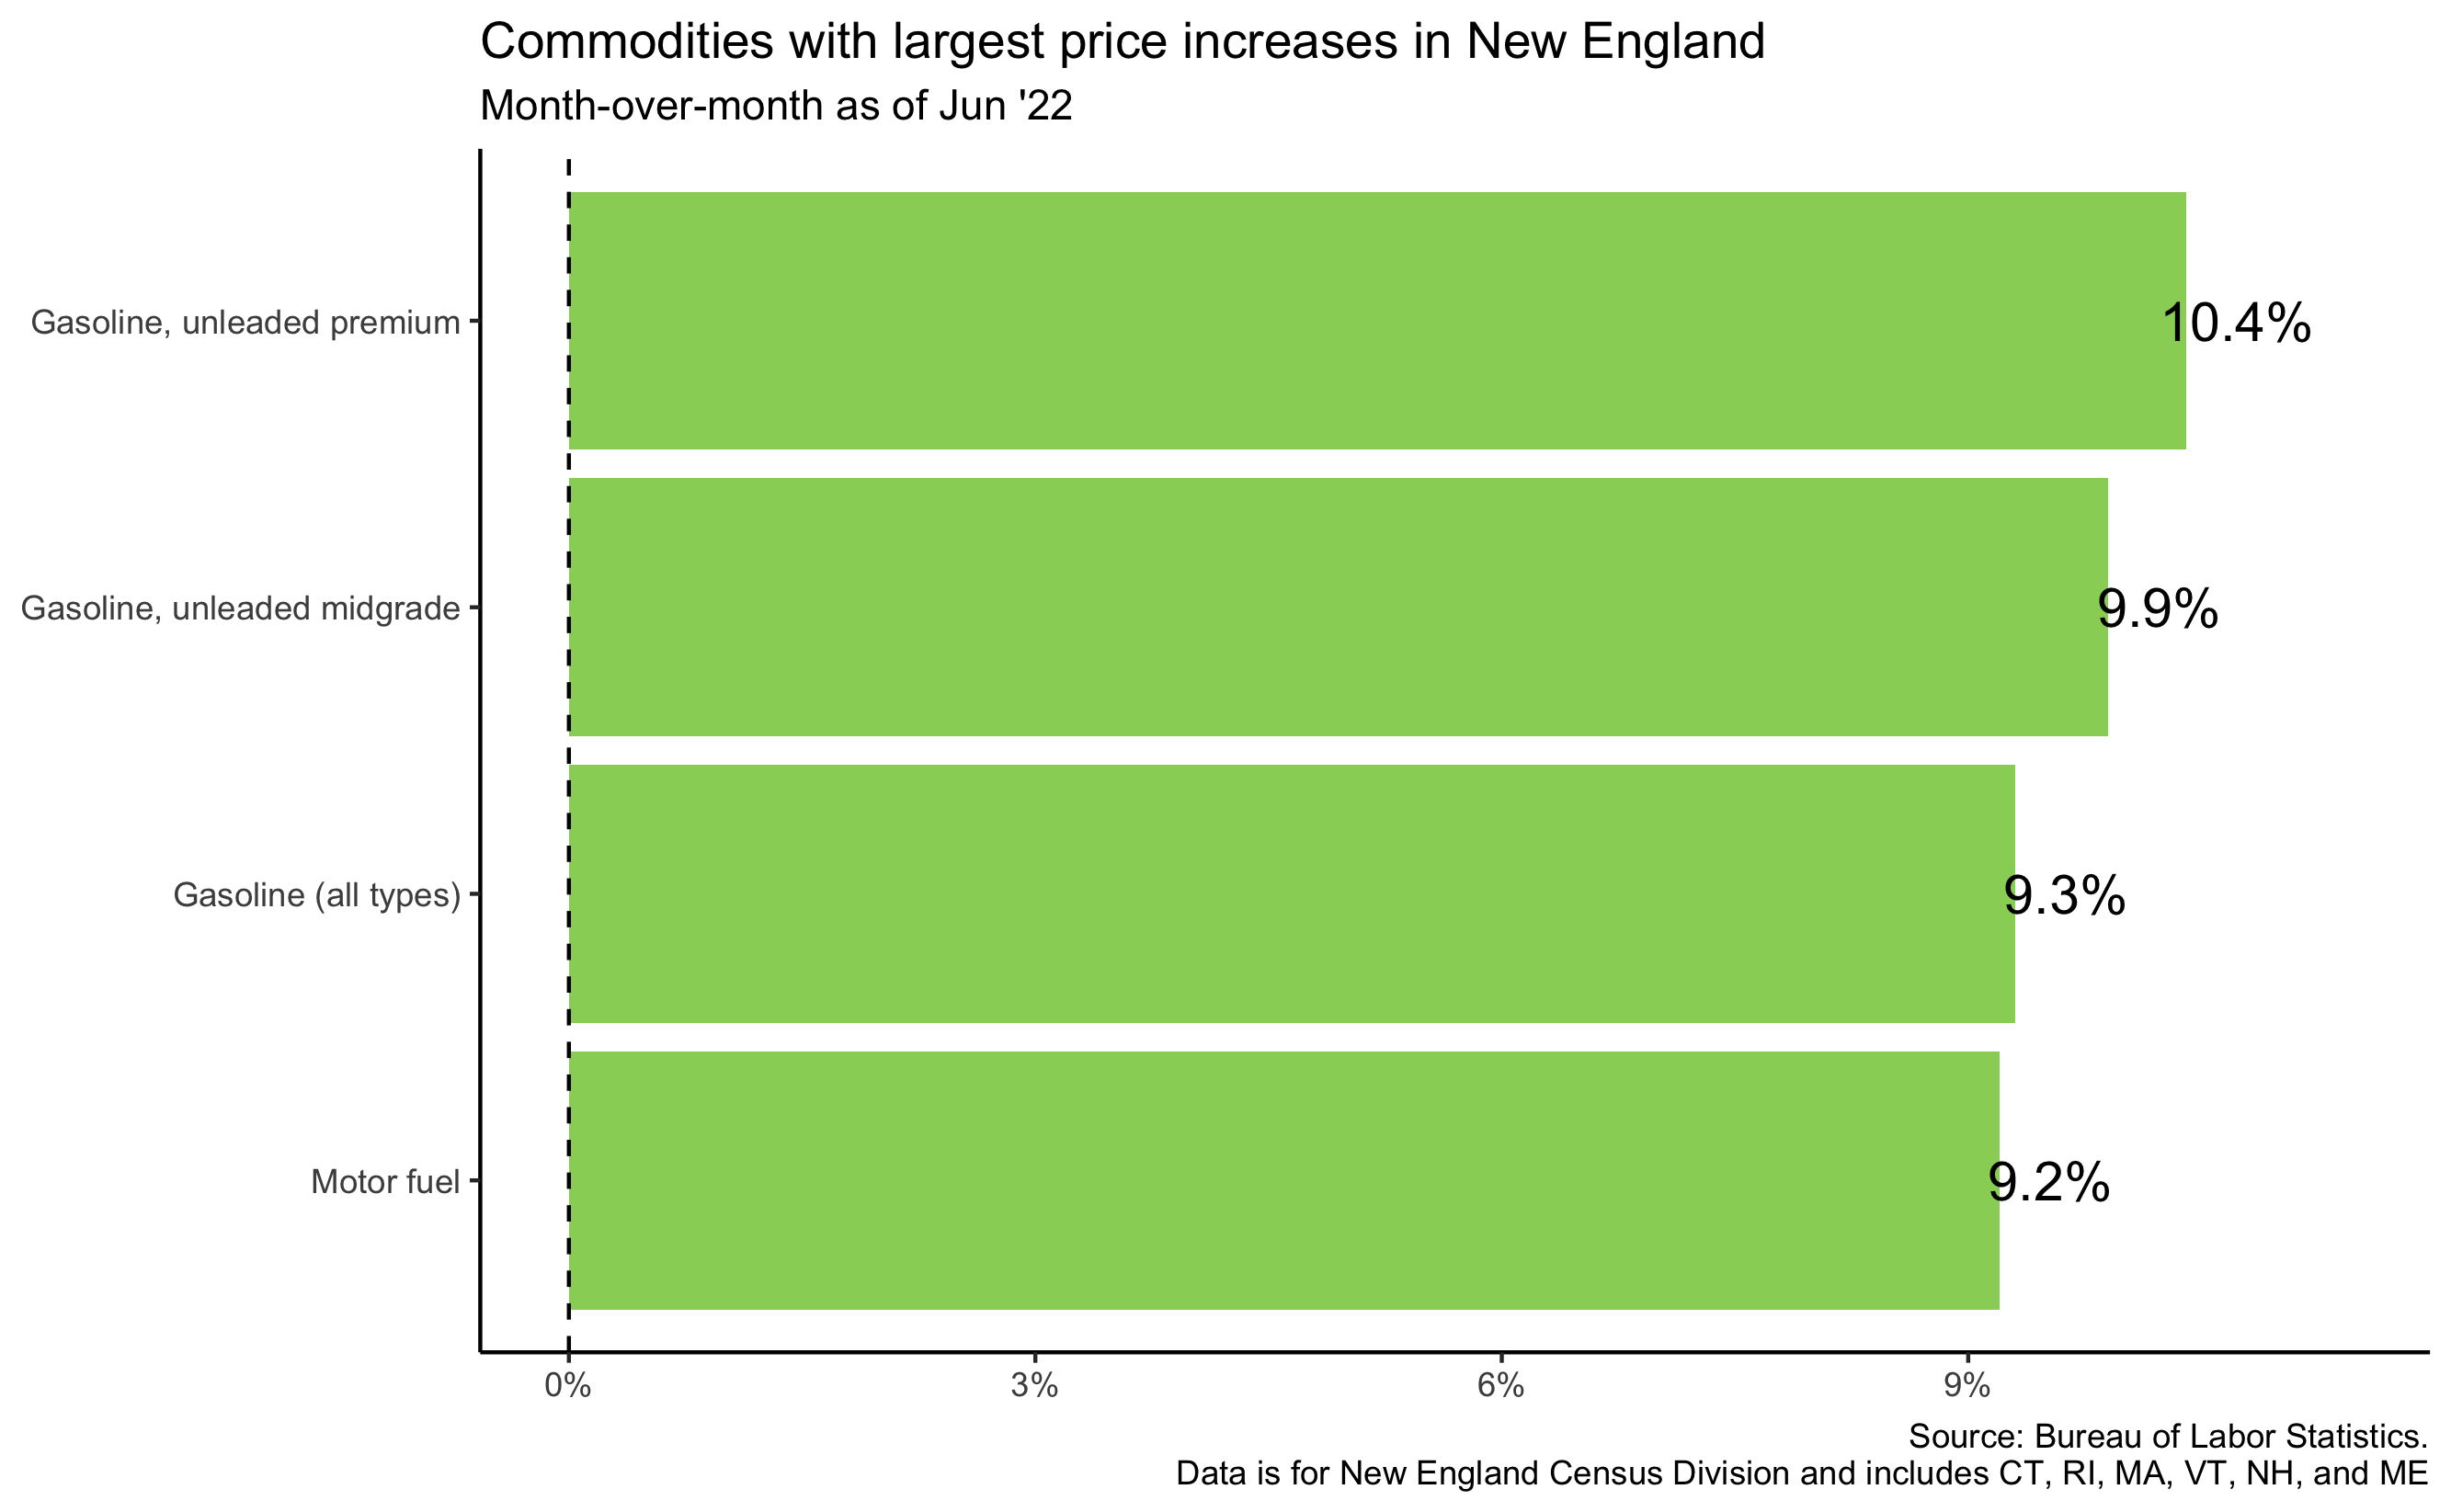 Commodities with largest price increases in New England
Month-over-month as of Jun '22
Gasoline, unleaded premium
10.4%
Gasoline, unleaded midgrade
9.9%
Gasoline (all types)
9.3%
Motor fuel
9.2%
0%
3%
6%
9%
Source: Bureau of Labor Statistics.
Data is for New England Census Division and includes CT, RI, MA, VT, NH, and ME